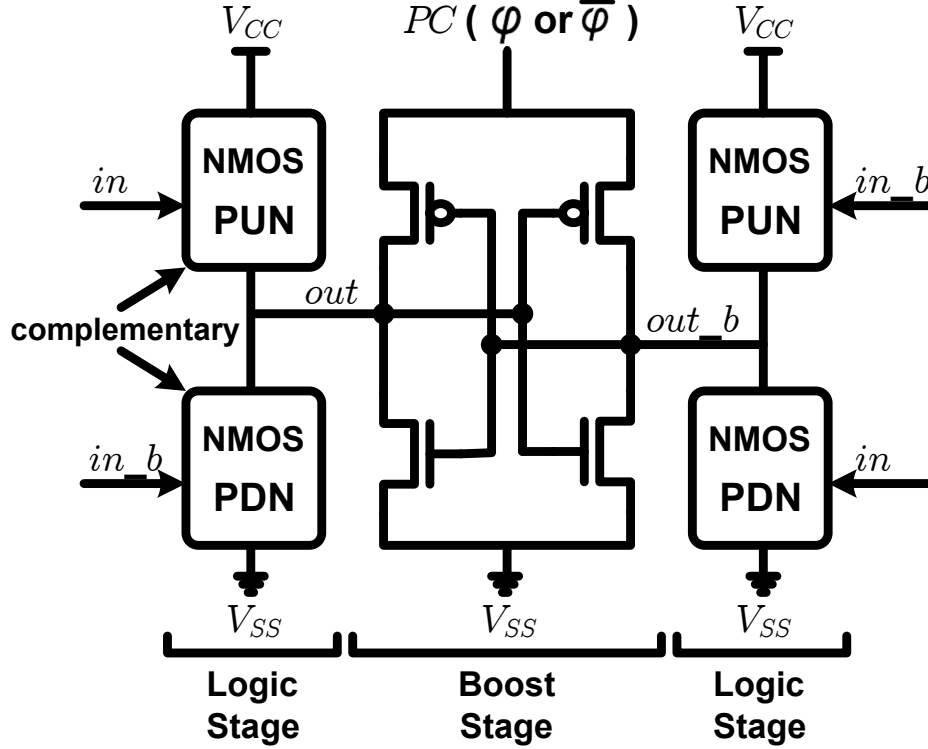 V_CC
PC ( φ or φ̅ )
V_CC
NMOS
PUN
NMOS
PUN
in
in_b
out
out_b
complementary
NMOS
PDN
NMOS
PDN
in_b
in
V_SS
V_SS
V_SS
Logic
Stage
Boost
Stage
Logic
Stage